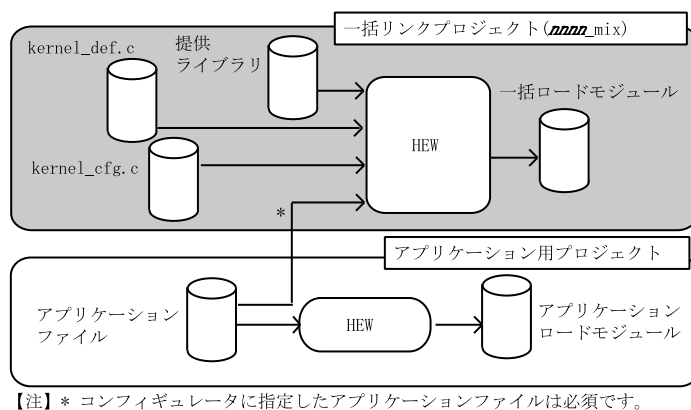 一括リンクプロジェクト(nnnn_mix)
kernel_def.c
提供
ライブラリ
一括ロードモジュール
HEW
kernel_cfg.c
*
アプリケーション用プロジェクト
アプリケーション
ファイル
HEW
アプリケーション
ロードモジュール
【注】* コンフィギュレータに指定したアプリケーションファイルは必須です。